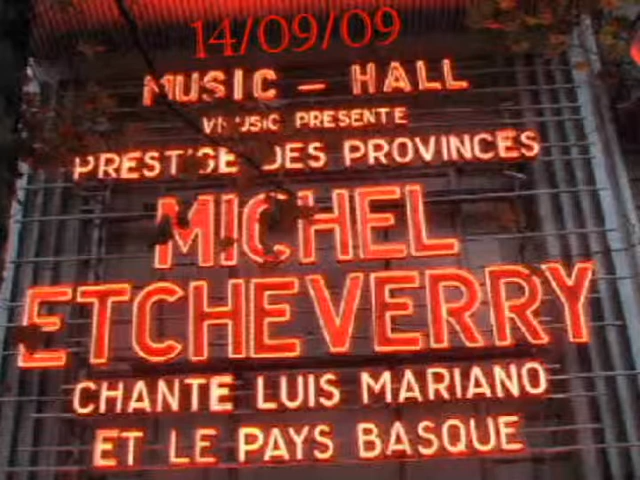 14/09/09
MUSIC - HALL
PRESENTE
PRESTIGE DES PROVINCES
MICHEL
ETCHEVERRY
CHANTE LUIS MARIANO
ET LE PAYS BASQUE